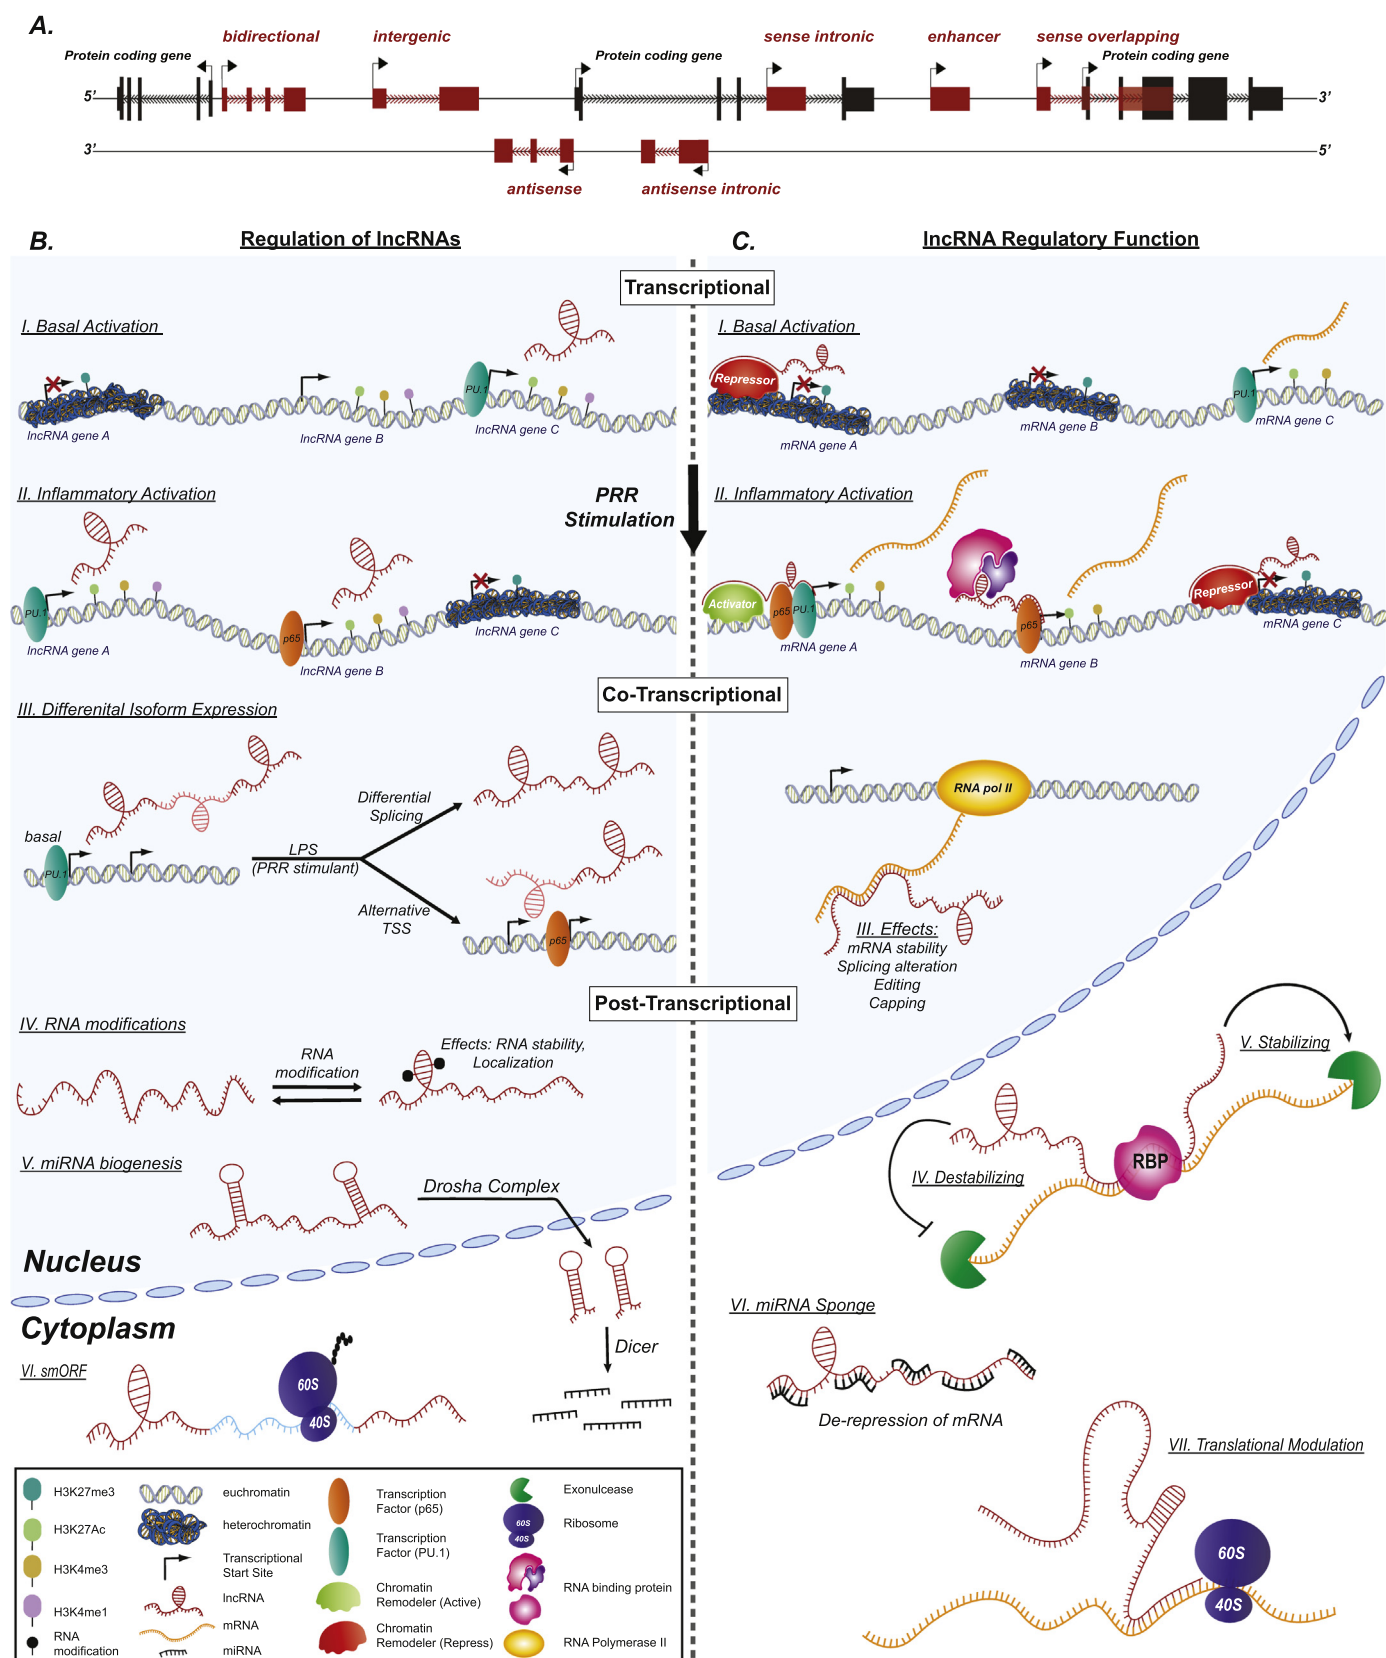 A.
bidirectional
intergenic
sense intronic
enhancer
sense overlapping
Protein coding gene
Protein coding gene
Protein coding gene
5'
3'
3'
5'
antisense
antisense intronic
B.
Regulation of lncRNAs
C.
lncRNA Regulatory Function
Transcriptional
I. Basal Activation
PU.1
lncRNA gene A
lncRNA gene B
lncRNA gene C
I. Basal Activation
Repressor
PU.1
mRNA gene A
mRNA gene B
mRNA gene C
II. Inflammatory Activation
PRR
Stimulation
PU.1
p65
lncRNA gene A
lncRNA gene B
lncRNA gene C
II. Inflammatory Activation
Activator
p65
PU.1
p65
Repressor
mRNA gene A
mRNA gene B
mRNA gene C
Co-Transcriptional
III. Differenital Isoform Expression
basal
PU.1
LPS
(PRR stimulant)
Differential
Splicing
Alternative
TSS
p65
RNA pol II
III. Effects:
mRNA stability
Splicing alteration
Editing
Capping
Post-Transcriptional
IV. RNA modifications
RNA
modification
Effects: RNA stability,
Localization
V. miRNA biogenesis
Drosha Complex
Dicer
Nucleus
Cytoplasm
VI. smORF
60S
40S
V. Stabilizing
RBP
IV. Destabilizing
VI. miRNA Sponge
De-repression of mRNA
VII. Translational Modulation
60S
40S
H3K27me3
H3K27Ac
H3K4me3
H3K4me1
RNA
modification
euchromatin
heterochromatin
Transcriptional
Start Site
lncRNA
mRNA
miRNA
Transcription
Factor (p65)
Transcription
Factor (PU.1)
Chromatin
Remodeler (Active)
Chromatin
Remodeler (Repress)
Exonulcease
60S
40S
Ribosome
RNA binding protein
RNA Polymerase II